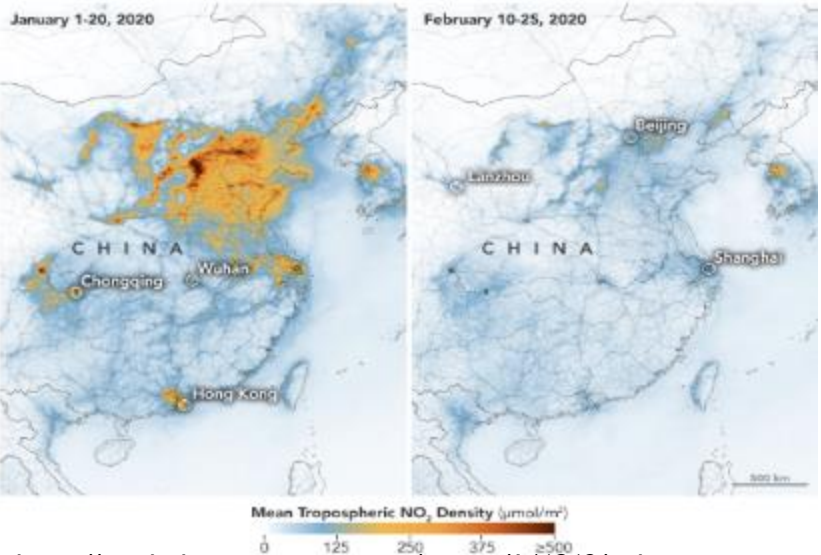 January 1-20, 2020
CHINA
Chongqing
Wuhan
Hong Kong
February 10-25, 2020
Beijing
Lanzhou
CHINA
Shanghai
500 km
Mean Tropospheric NO₂ Density (μmol/m²)
0 125 250 375 ≥500